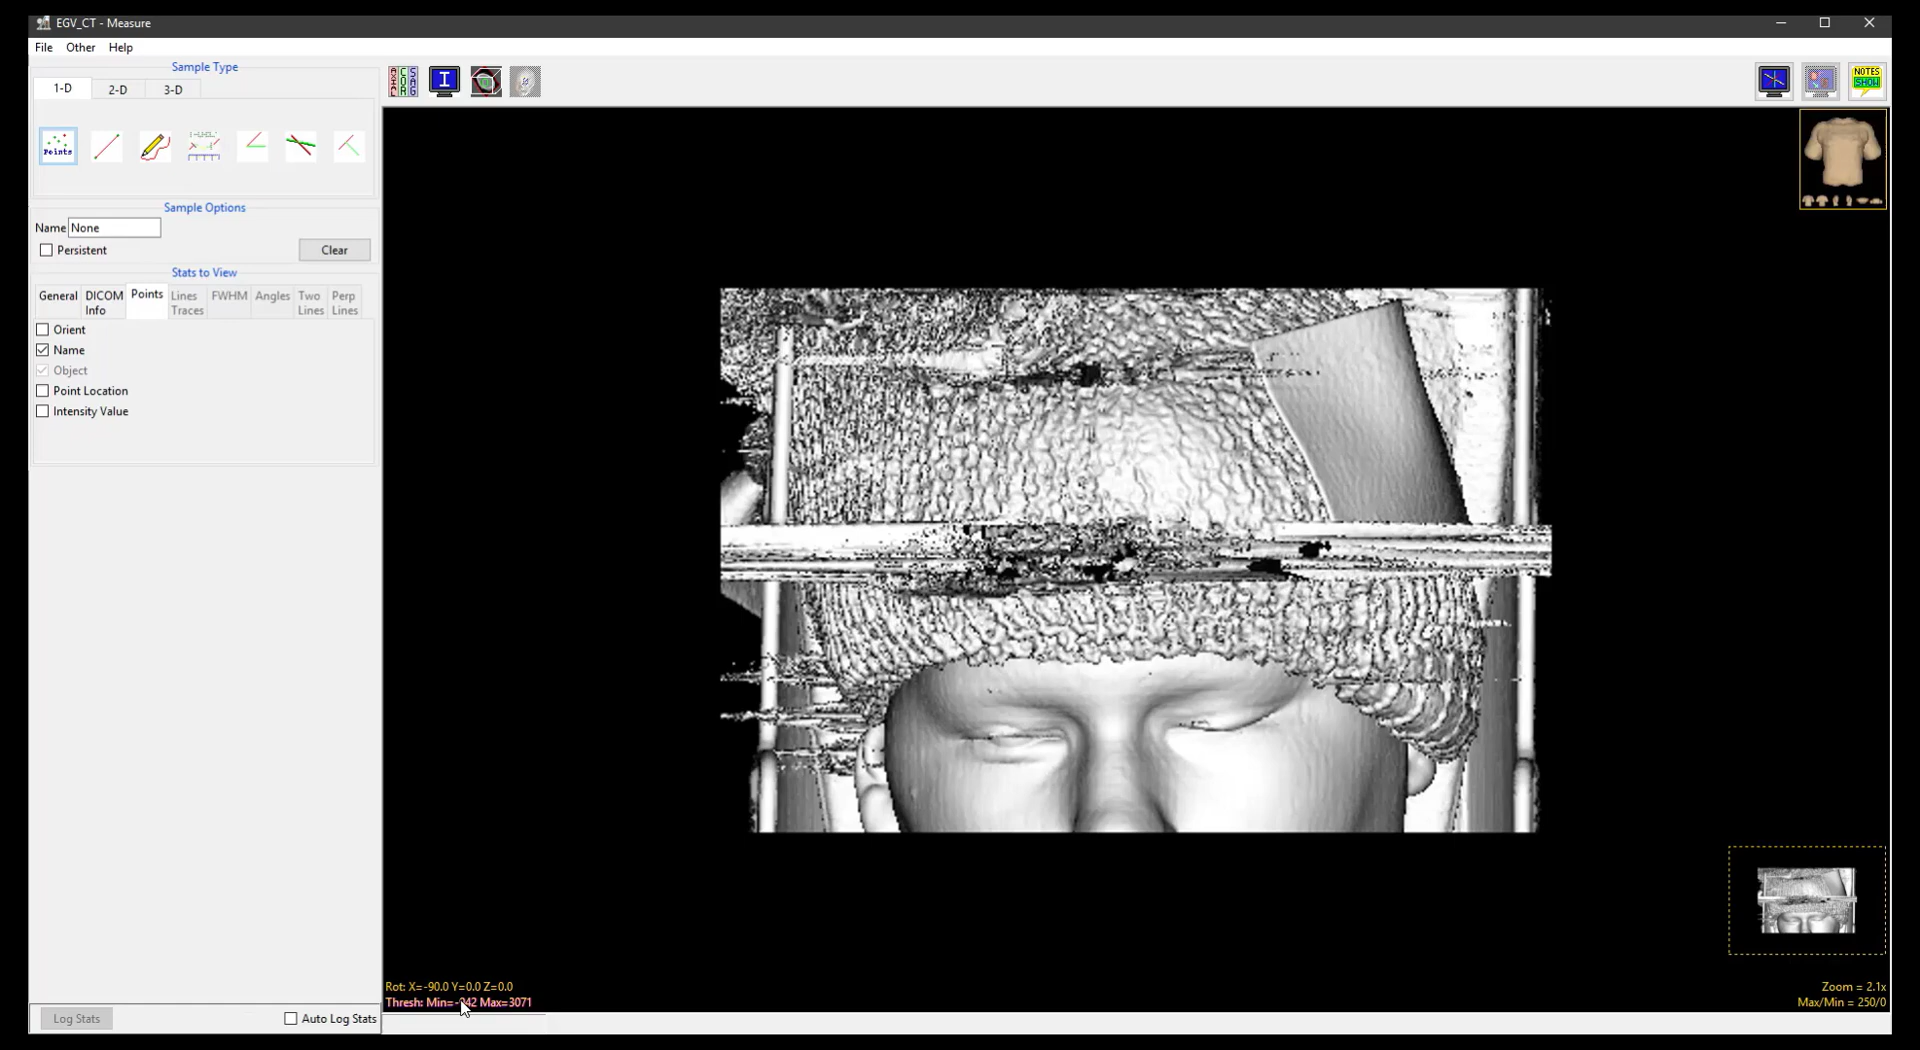 EGV_CT - Measure
File Other Help
Sample Type
1-D 2-D 3-D
Points
Sample Options
Name None
Persistent Clear
Stats to View
General DICOM Info Points Lines Traces FWHM Angles Two Lines Perp Lines
Orient
Name
Object
Point Location
Intensity Value
Log Stats Auto Log Stats
NOTES
SHOW
Rot: X=-90.0 Y=0.0 Z=0.0
Thresh: Min=-942 Max=3071
Zoom = 2.1x
Max/Min = 250/0